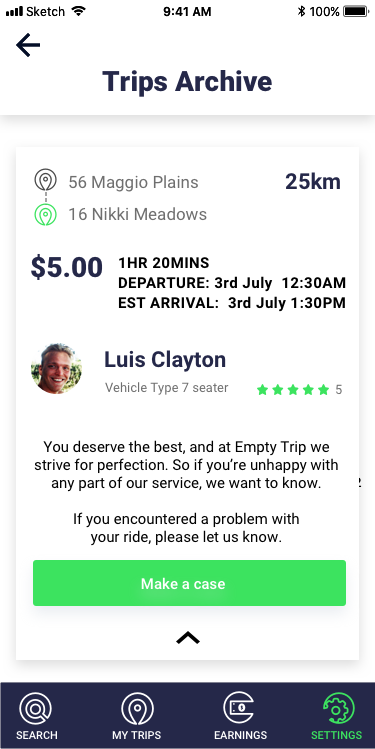 Sketch 9:41 AM 100%
Trips Archive
56 Maggio Plains 25km
16 Nikki Meadows
$5.00
1HR 20MINS
DEPARTURE: 3rd July 12:30AM
EST ARRIVAL: 3rd July 1:30PM
Luis Clayton
Vehicle Type 7 seater 5
You deserve the best, and at Empty Trip we
strive for perfection. So if you’re unhappy with
any part of our service, we want to know.
If you encountered a problem with
your ride, please let us know.
Make a case
SEARCH MY TRIPS EARNINGS SETTINGS